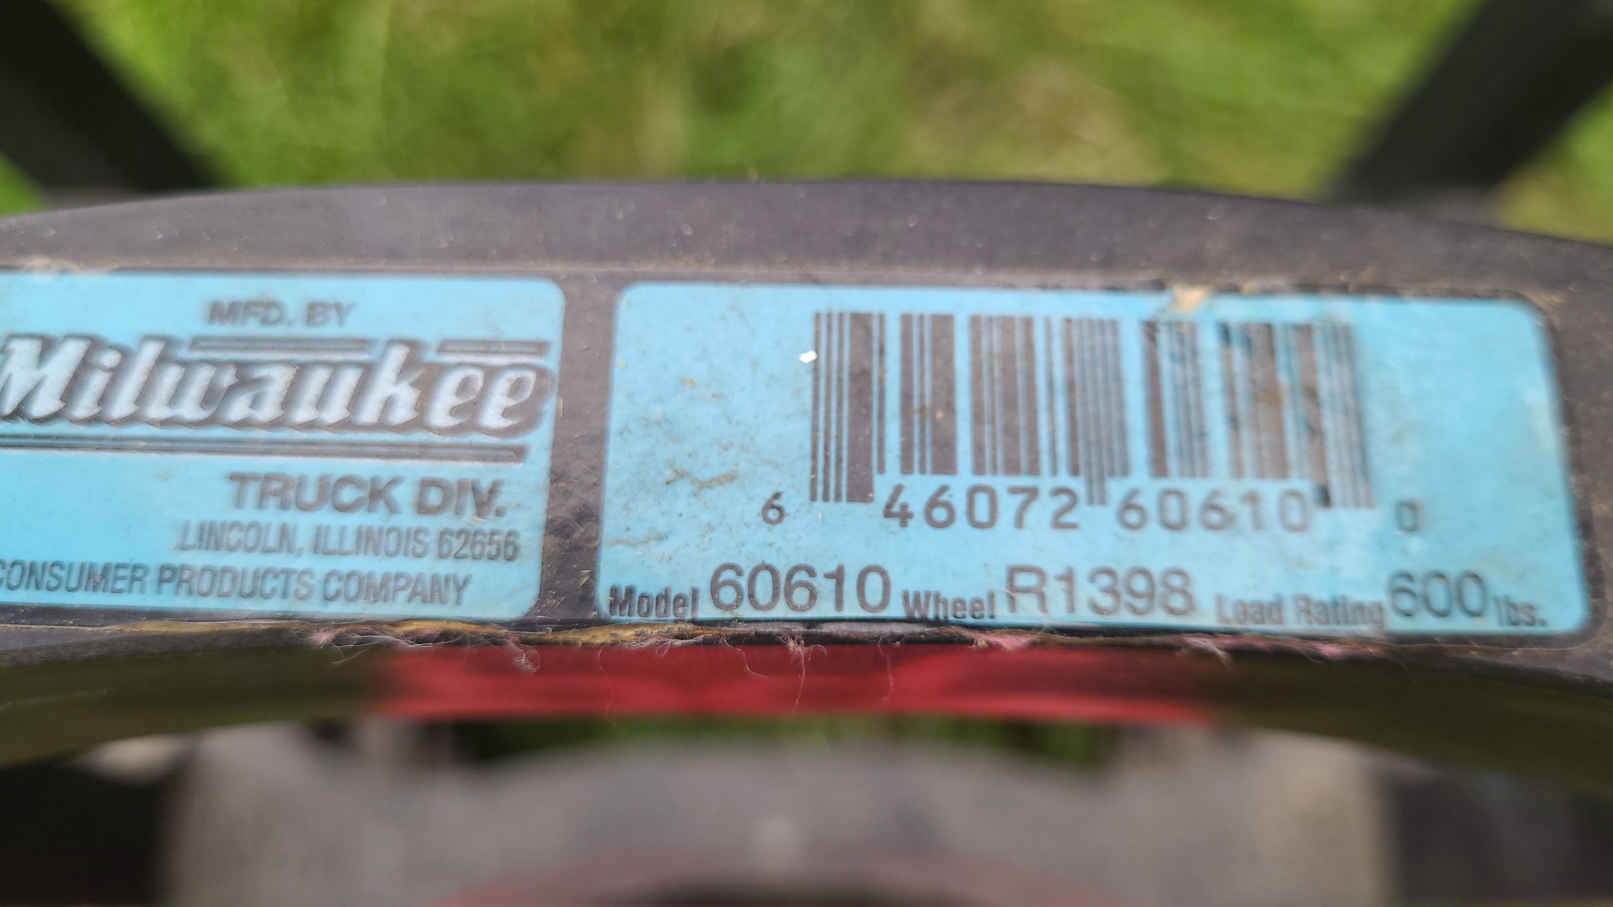 MFD. BY
Milwaukee
TRUCK DIV.
LINCOLN, ILLINOIS 62656
CONSUMER PRODUCTS COMPANY
6 46072 60610 0
Model 60610 Wheel R1398 Load Rating 600 lbs.